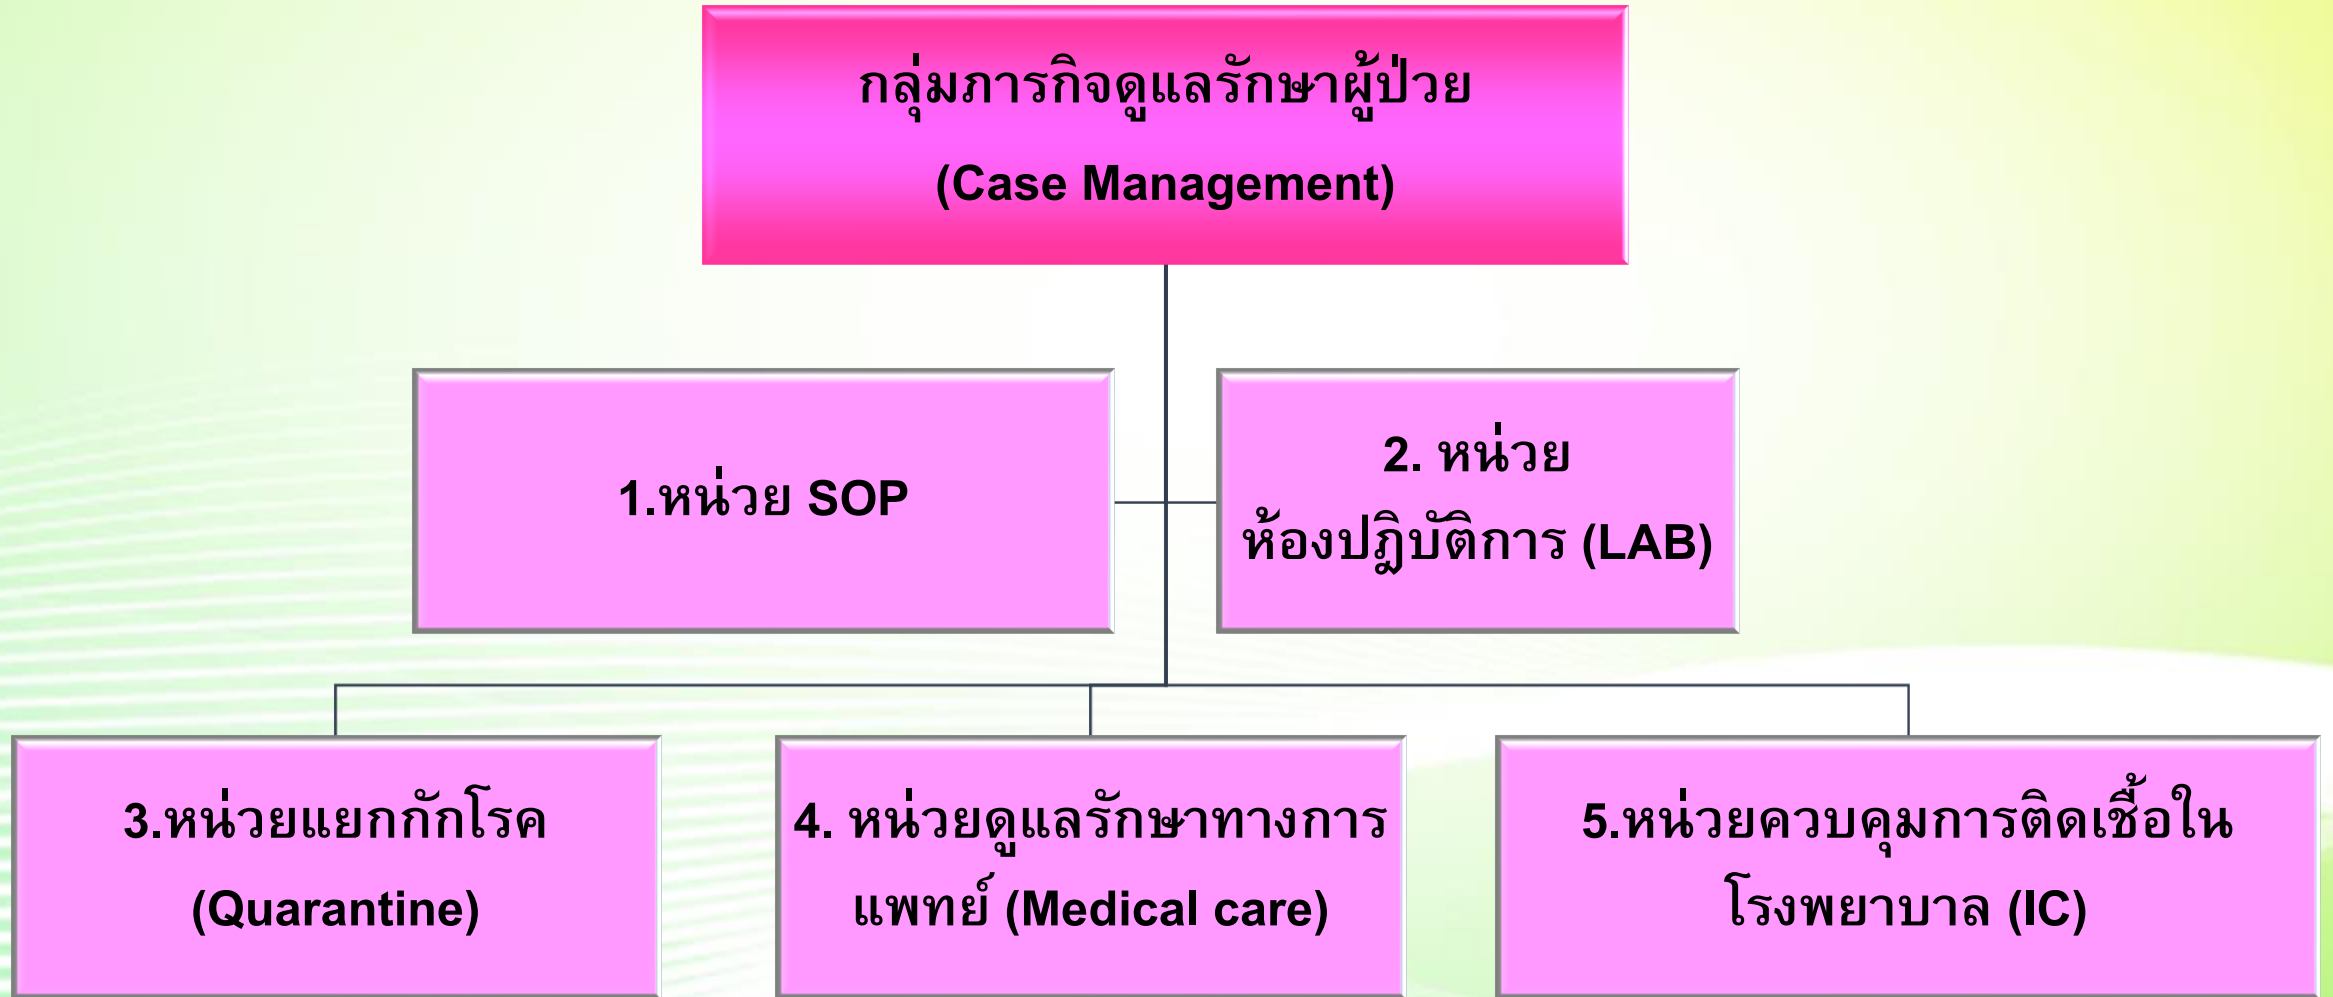 กลุ่มภารกิจดูแลรักษาผู้ป่วย
(Case Management)
1.หน่วย SOP
2. หน่วย
ห้องปฎิบัติการ (LAB)
3.หน่วยแยกกักโรค
(Quarantine)
4. หน่วยดูแลรักษาทางการ
แพทย์ (Medical care)
5.หน่วยควบคุมการติดเชื้อใน
โรงพยาบาล (IC)